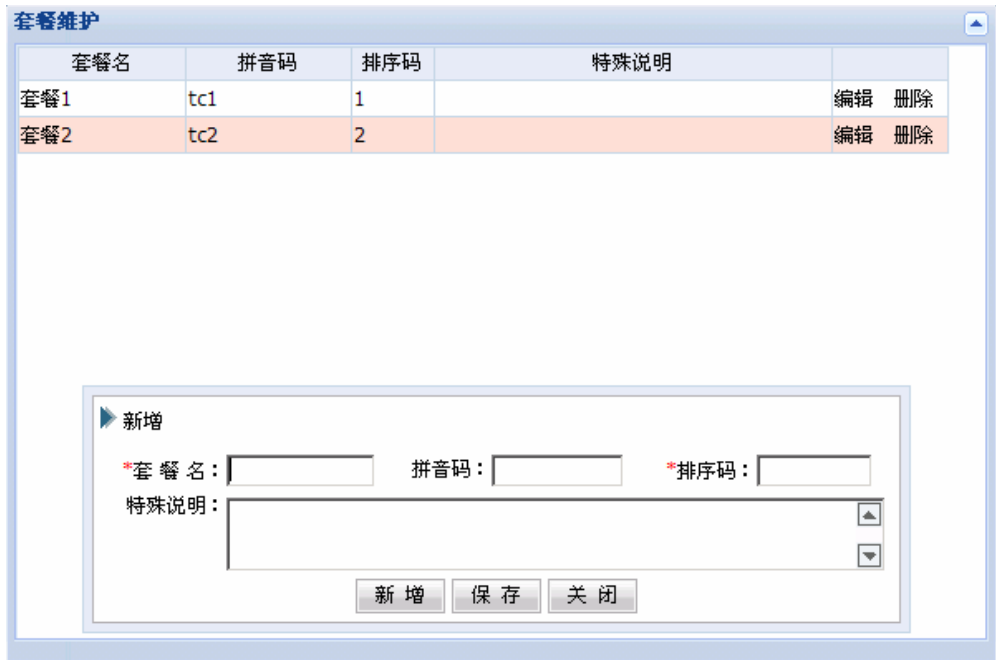 套餐维护
套餐名 拼音码 排序码 特殊说明
套餐1 tc1 1 编辑 删除
套餐2 tc2 2 编辑 删除
新增
*套 餐 名： 拼音码： *排序码：
特殊说明：
新 增 保 存 关 闭